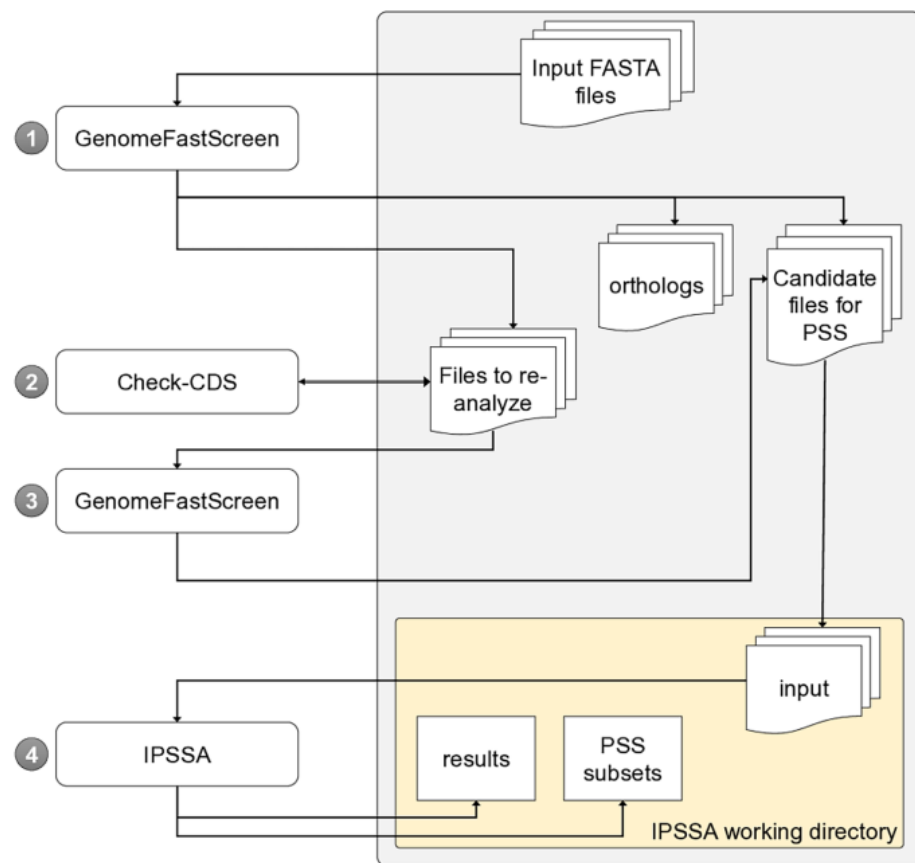 Input FASTA
files
1
GenomeFastScreen
orthologs
Candidate
files for
PSS
2
Check-CDS
Files to re-
analyze
3
GenomeFastScreen
input
4
IPSSA
results
PSS
subsets
IPSSA working directory